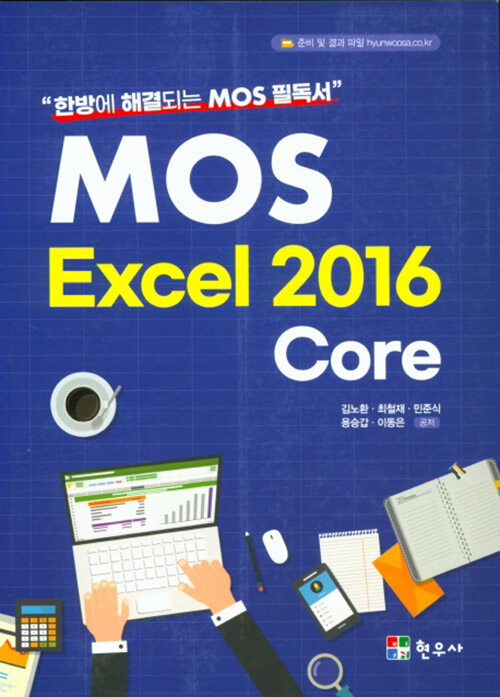 준비 및 결과 파일 hyunwoosa.co.kr
“한방에 해결되는 MOS 필독서”
MOS
Excel 2016
Core
김노환 · 최철재 · 민준식
용승갑 · 이동은 공저
현우사